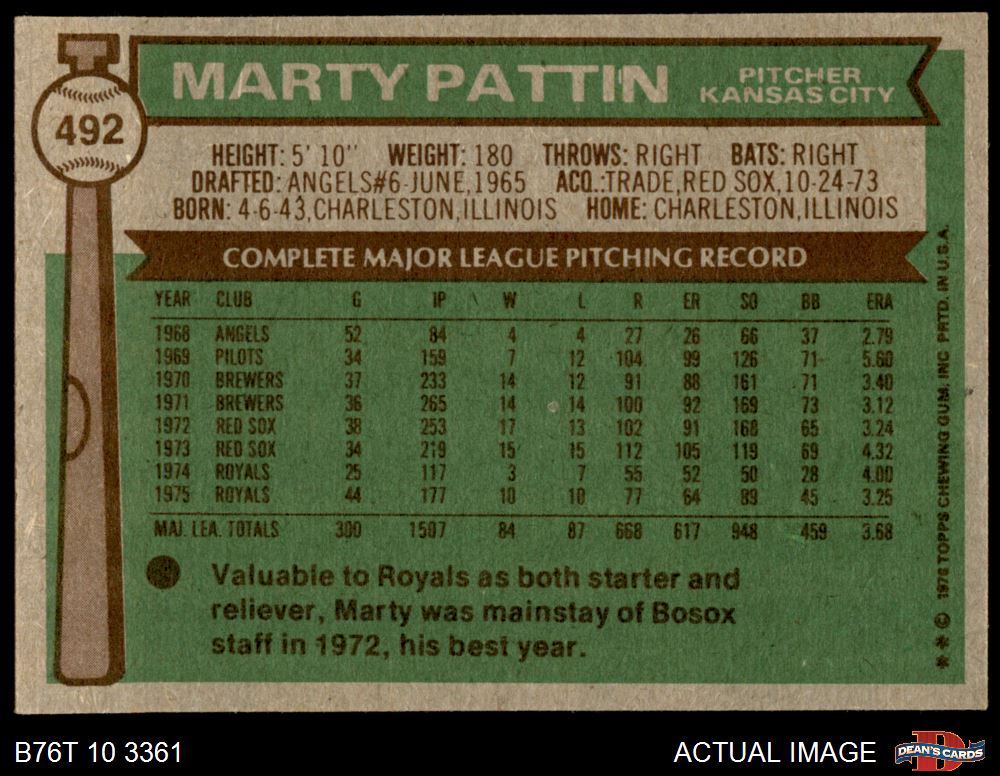 492
MARTY PATTIN
PITCHER
KANSAS CITY
HEIGHT: 5' 10" WEIGHT: 180 THROWS: RIGHT BATS: RIGHT
DRAFTED: ANGELS#6-JUNE,1965 ACQ.:TRADE,RED SOX,10-24-73
BORN: 4-6-43,CHARLESTON,ILLINOIS HOME: CHARLESTON,ILLINOIS
COMPLETE MAJOR LEAGUE PITCHING RECORD
YEAR CLUB G IP W L R ER SO BB ERA
1968 ANGELS 52 84 4 4 27 26 66 37 2.79
1969 PILOTS 34 159 7 12 104 99 126 71 5.60
1970 BREWERS 37 233 14 12 91 88 161 71 3.40
1971 BREWERS 36 265 14 14 100 92 169 73 3.12
1972 RED SOX 38 253 17 13 102 91 168 65 3.24
1973 RED SOX 34 219 15 15 112 105 119 69 4.32
1974 ROYALS 25 117 3 7 55 52 50 28 4.00
1975 ROYALS 44 177 10 10 77 64 89 45 3.25
MAJ. LEA. TOTALS 300 1507 84 87 668 617 948 459 3.68
Valuable to Royals as both starter and
reliever, Marty was mainstay of Bosox
staff in 1972, his best year.
* * © 1976 TOPPS CHEWING GUM, INC PRTD. IN U.S.A.
B76T 10 3361
ACTUAL IMAGE
DEAN'S CARDS